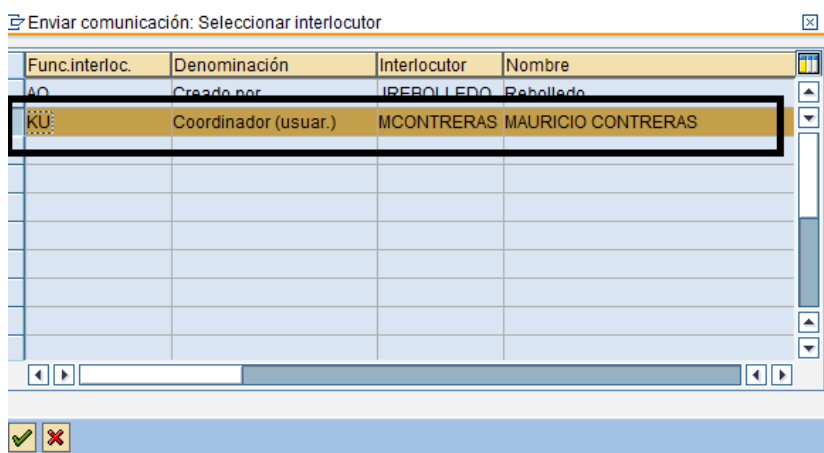 Enviar comunicación: Seleccionar interlocutor
Func.interloc. Denominación Interlocutor Nombre
AO Creado por JREBOLLEDO Rebolledo
KU Coordinador (usuar.) MCONTRERAS MAURICIO CONTRERAS